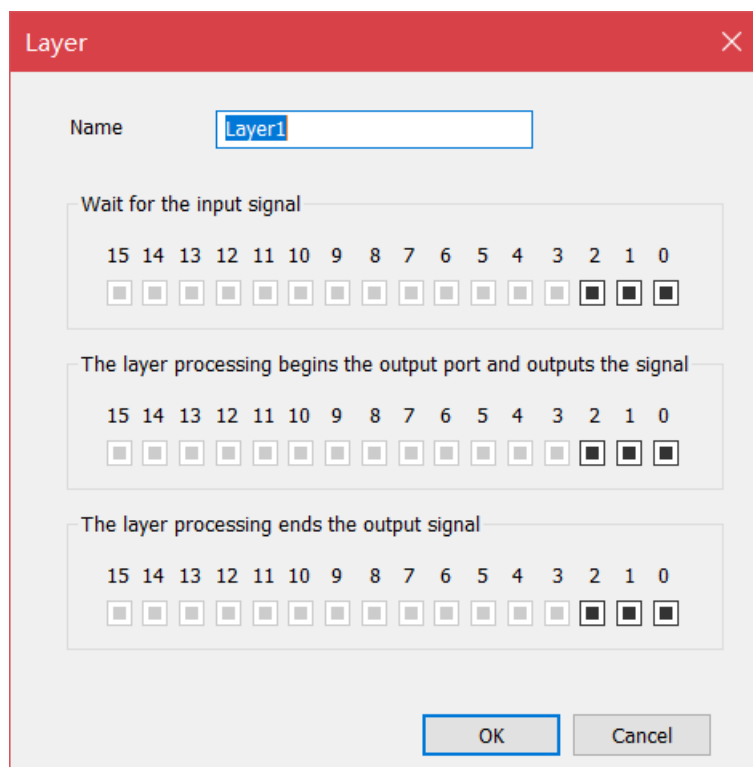 Layer
Name Layer1
Wait for the input signal
15 14 13 12 11 10 9 8 7 6 5 4 3 2 1 0
The layer processing begins the output port and outputs the signal
15 14 13 12 11 10 9 8 7 6 5 4 3 2 1 0
The layer processing ends the output signal
15 14 13 12 11 10 9 8 7 6 5 4 3 2 1 0
OK Cancel